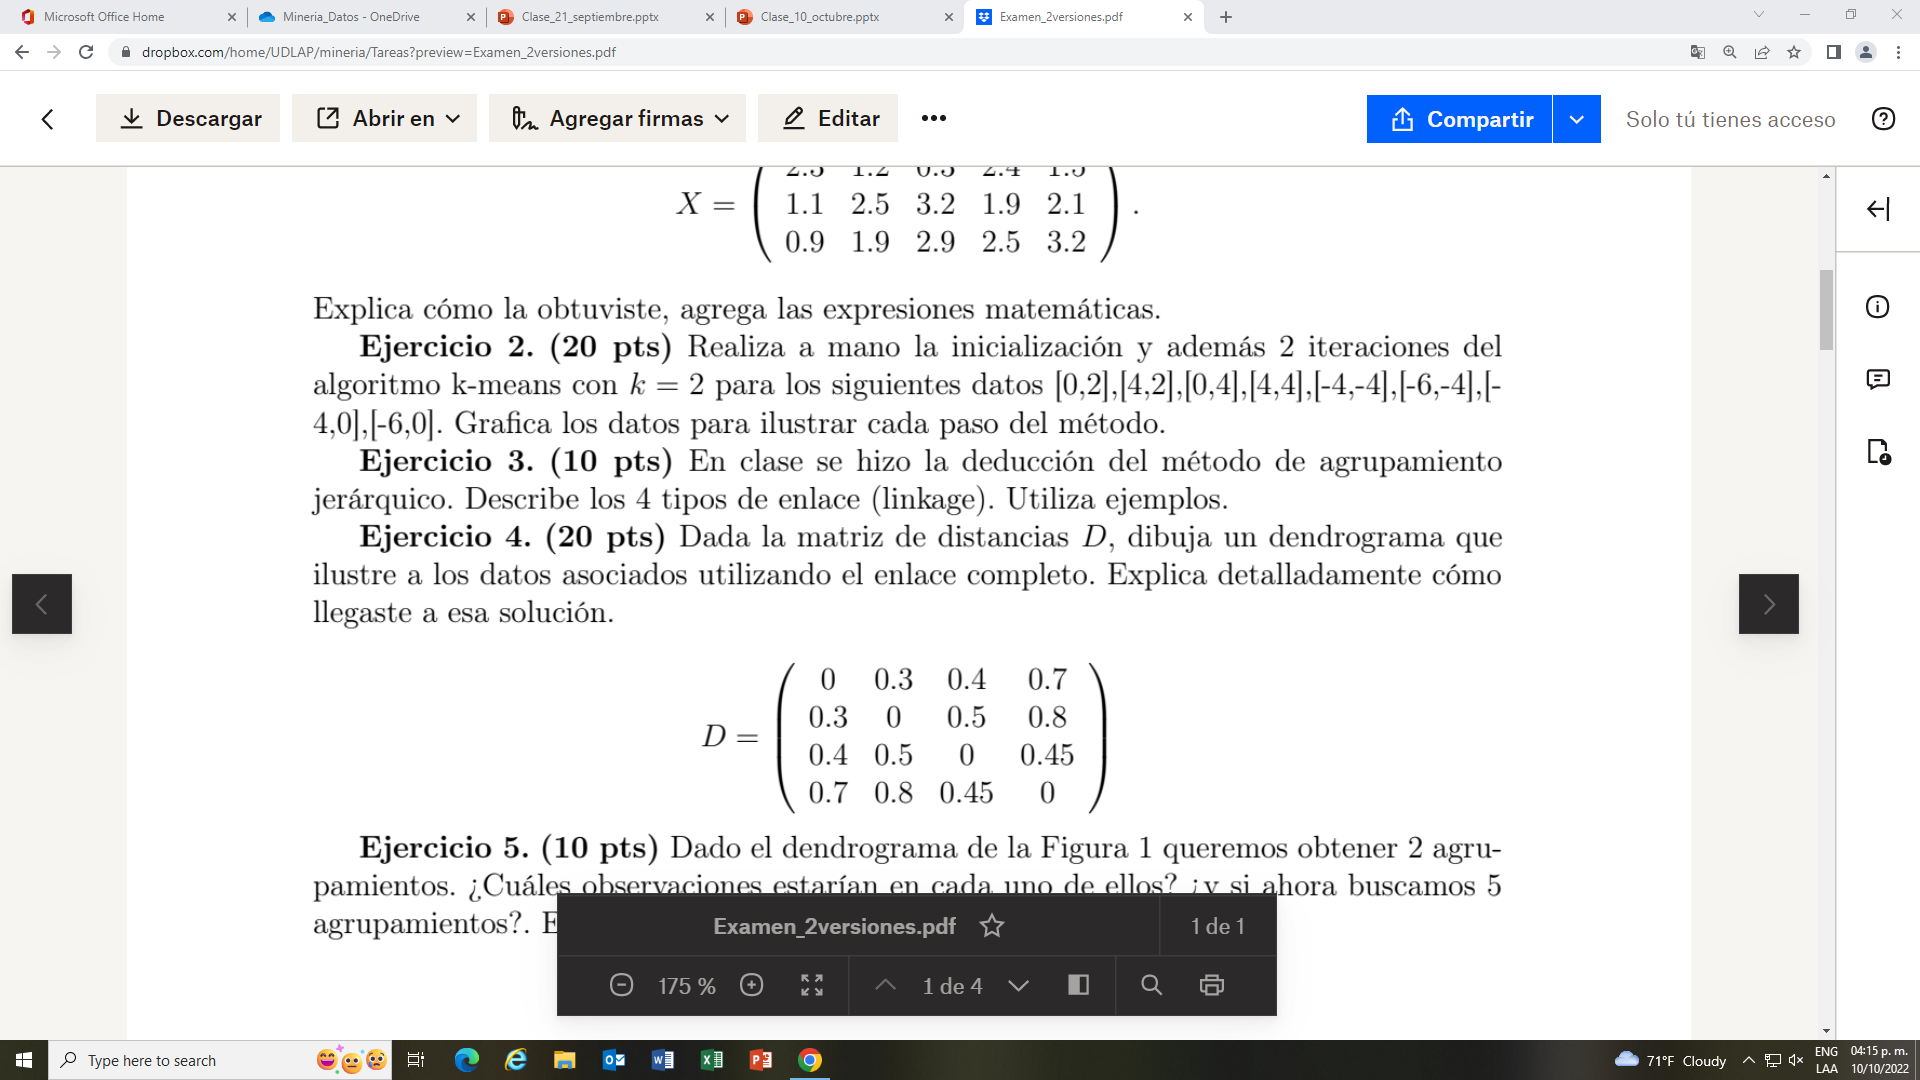 Microsoft Office Home
Mineria_Datos - OneDrive
Clase_21_septiembre.pptx
Clase_10_octubre.pptx
Examen_2versiones.pdf
dropbox.com/home/UDLAP/mineria/Tareas?preview=Examen_2versiones.pdf
Descargar
Abrir en
Agregar firmas
Editar
Compartir
Solo tú tienes acceso
2.3 1.2 0.3 2.4 1.5
X = 1.1 2.5 3.2 1.9 2.1 .
0.9 1.9 2.9 2.5 3.2
Explica cómo la obtuviste, agrega las expresiones matemáticas.
Ejercicio 2. (20 pts) Realiza a mano la inicialización y además 2 iteraciones del
algoritmo k-means con k = 2 para los siguientes datos [0,2],[4,2],[0,4],[4,4],[-4,-4],[-6,-4],[-
4,0],[-6,0]. Grafica los datos para ilustrar cada paso del método.
Ejercicio 3. (10 pts) En clase se hizo la deducción del método de agrupamiento
jerárquico. Describe los 4 tipos de enlace (linkage). Utiliza ejemplos.
Ejercicio 4. (20 pts) Dada la matriz de distancias D, dibuja un dendrograma que
ilustre a los datos asociados utilizando el enlace completo. Explica detalladamente cómo
llegaste a esa solución.
0 0.3 0.4 0.7
0.3 0 0.5 0.8
D =
0.4 0.5 0 0.45
0.7 0.8 0.45 0
Ejercicio 5. (10 pts) Dado el dendrograma de la Figura 1 queremos obtener 2 agru-
pamientos. ¿Cuáles observaciones estarían en cada uno de ellos? ¿y si ahora buscamos 5
agrupamientos?. E
Examen_2versiones.pdf
1 de 1
175 %
1 de 4
Type here to search
71°F Cloudy
ENG
LAA
04:15 p. m.
10/10/2022